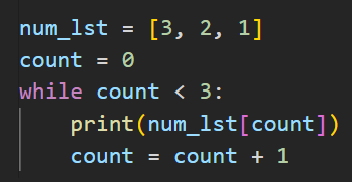 num_lst = [3, 2, 1]
count = 0
while count < 3:
    print(num_lst[count])
    count = count + 1